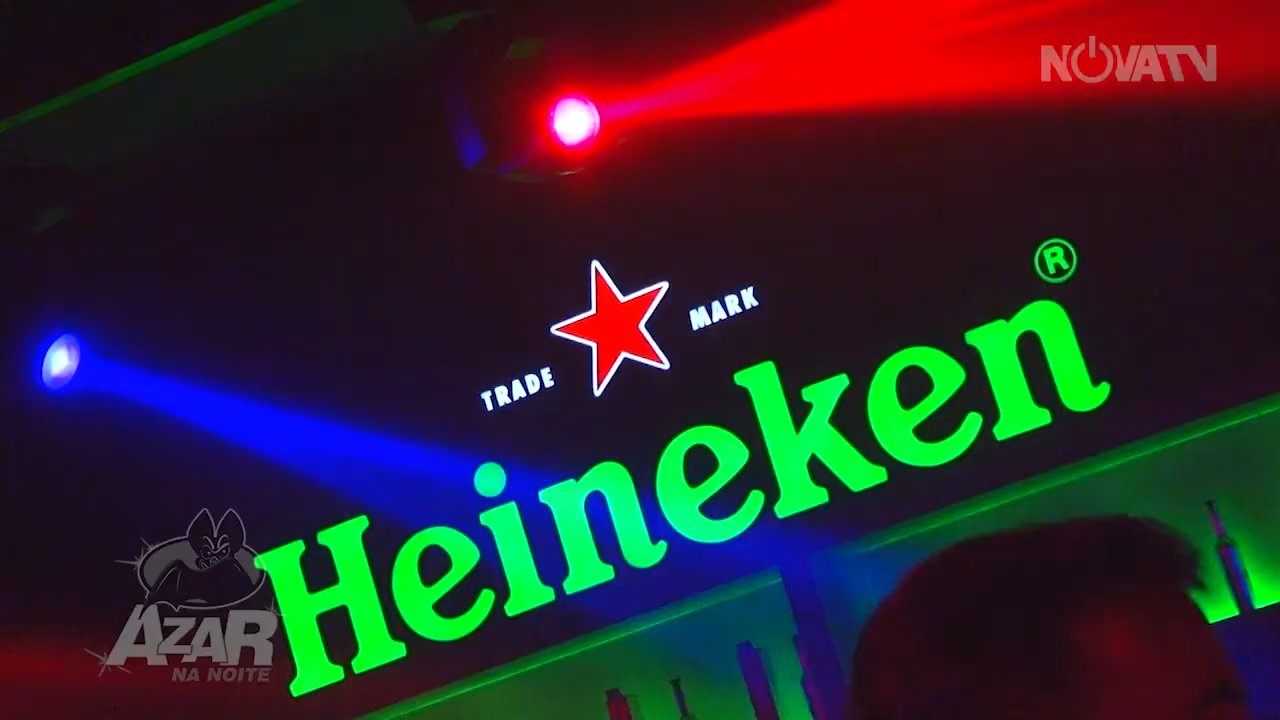 NOVATV
TRADE MARK
Heineken®
AZAR
NA NOITE